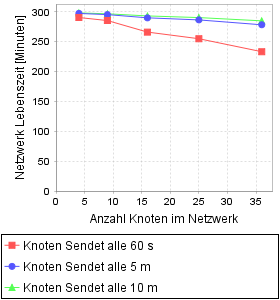 Netzwerk Lebenszeit [Minuten]
300
250
200
150
100
50
0
0 5 10 15 20 25 30 35
Anzahl Knoten im Netzwerk
Knoten Sendet alle 60 s
Knoten Sendet alle 5 m
Knoten Sendet alle 10 m